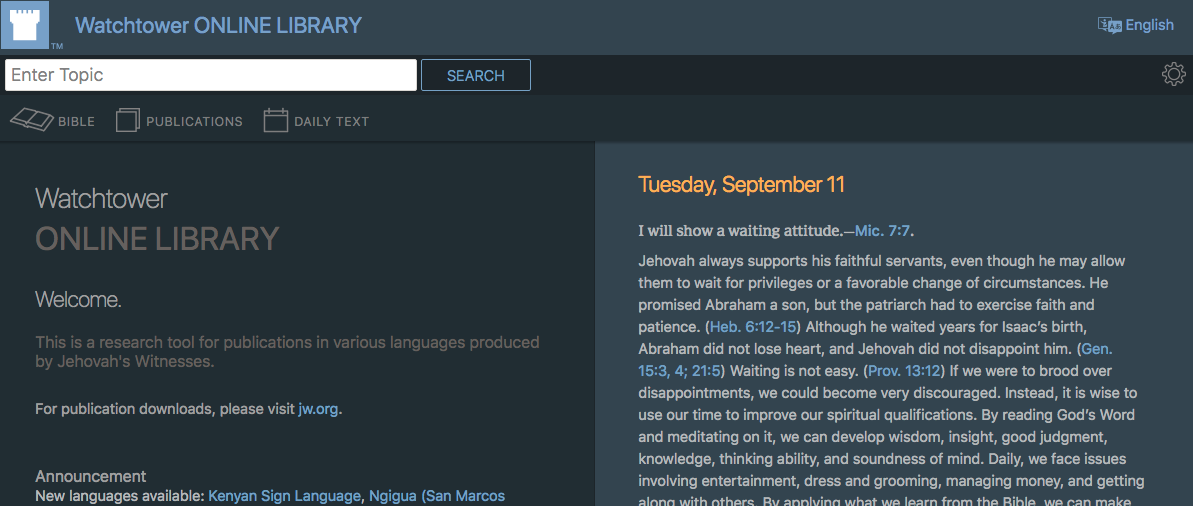 Watchtower ONLINE LIBRARY
TM
English
Enter Topic
SEARCH
BIBLE
PUBLICATIONS
DAILY TEXT
Watchtower
ONLINE LIBRARY
Welcome.
This is a research tool for publications in various languages produced
by Jehovah's Witnesses.
For publication downloads, please visit jw.org.
Announcement
New languages available: Kenyan Sign Language, Ngigua (San Marcos
Tuesday, September 11
I will show a waiting attitude.—Mic. 7:7.
Jehovah always supports his faithful servants, even though he may allow
them to wait for privileges or a favorable change of circumstances. He
promised Abraham a son, but the patriarch had to exercise faith and
patience. (Heb. 6:12-15) Although he waited years for Isaac’s birth,
Abraham did not lose heart, and Jehovah did not disappoint him. (Gen.
15:3, 4; 21:5) Waiting is not easy. (Prov. 13:12) If we were to brood over
disappointments, we could become very discouraged. Instead, it is wise to
use our time to improve our spiritual qualifications. By reading God’s Word
and meditating on it, we can develop wisdom, insight, good judgment,
knowledge, thinking ability, and soundness of mind. Daily, we face issues
involving entertainment, dress and grooming, managing money, and getting
along with others. By applying what we learn from the Bible, we can make